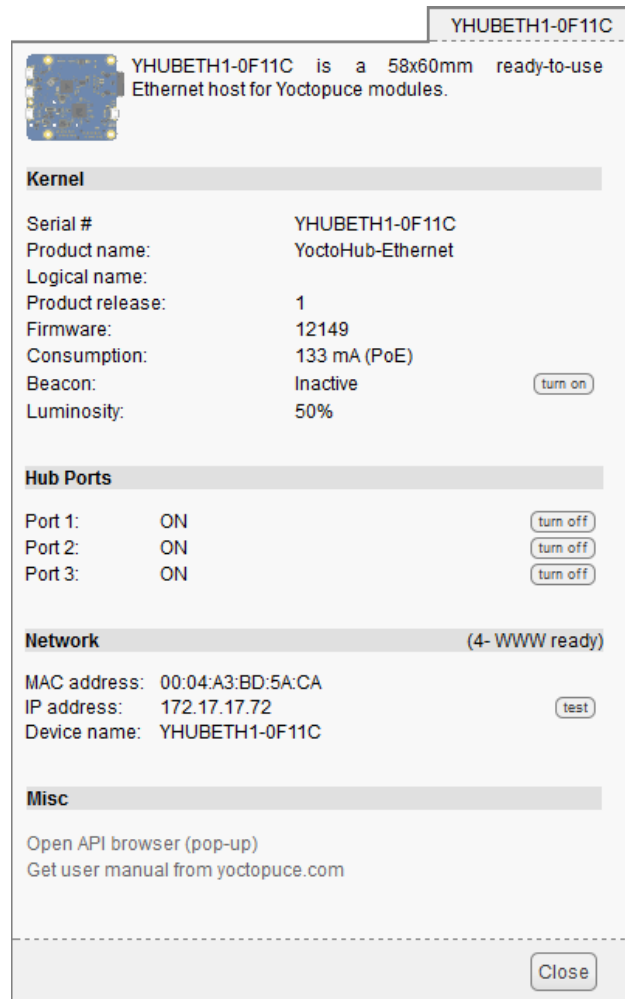 YHUBETH1-0F11C
YHUBETH1-0F11C is a 58x60mm ready-to-use
Ethernet host for Yoctopuce modules.
Kernel
Serial # YHUBETH1-0F11C
Product name: YoctoHub-Ethernet
Logical name:
Product release: 1
Firmware: 12149
Consumption: 133 mA (PoE)
Beacon: Inactive turn on
Luminosity: 50%
Hub Ports
Port 1: ON turn off
Port 2: ON turn off
Port 3: ON turn off
Network (4- WWW ready)
MAC address: 00:04:A3:BD:5A:CA
IP address: 172.17.17.72 test
Device name: YHUBETH1-0F11C
Misc
Open API browser (pop-up)
Get user manual from yoctopuce.com
Close